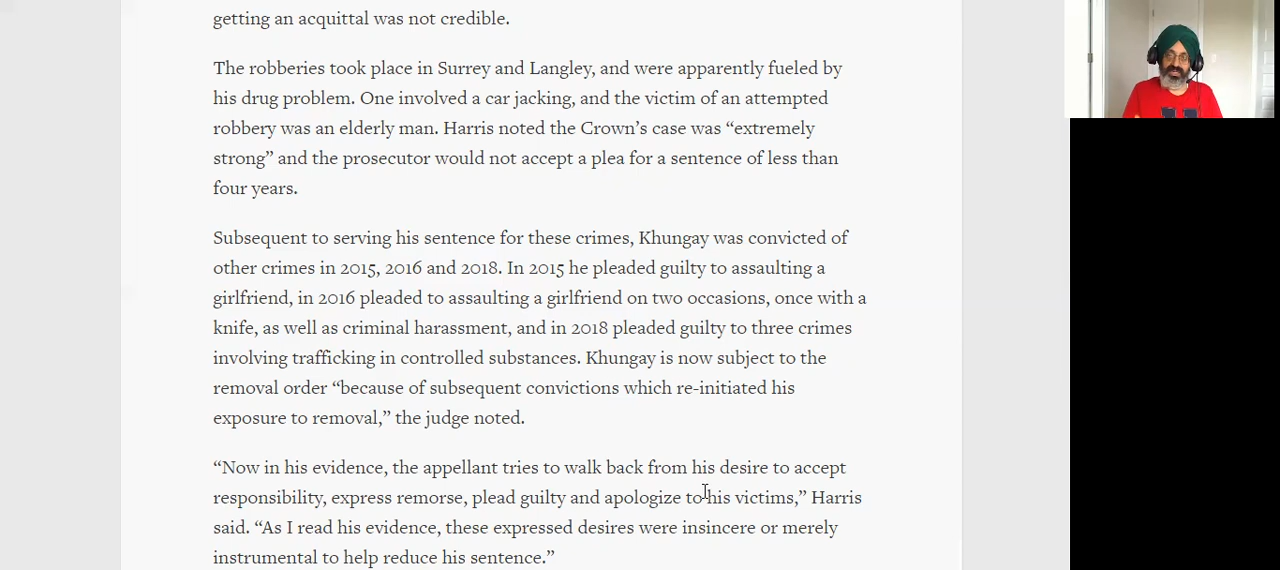 getting an acquittal was not credible.
The robberies took place in Surrey and Langley, and were apparently fueled by
his drug problem. One involved a car jacking, and the victim of an attempted
robbery was an elderly man. Harris noted the Crown’s case was “extremely
strong” and the prosecutor would not accept a plea for a sentence of less than
four years.
Subsequent to serving his sentence for these crimes, Khungay was convicted of
other crimes in 2015, 2016 and 2018. In 2015 he pleaded guilty to assaulting a
girlfriend, in 2016 pleaded to assaulting a girlfriend on two occasions, once with a
knife, as well as criminal harassment, and in 2018 pleaded guilty to three crimes
involving trafficking in controlled substances. Khungay is now subject to the
removal order “because of subsequent convictions which re-initiated his
exposure to removal,” the judge noted.
“Now in his evidence, the appellant tries to walk back from his desire to accept
responsibility, express remorse, plead guilty and apologize to his victims,” Harris
said. “As I read his evidence, these expressed desires were insincere or merely
instrumental to help reduce his sentence.”